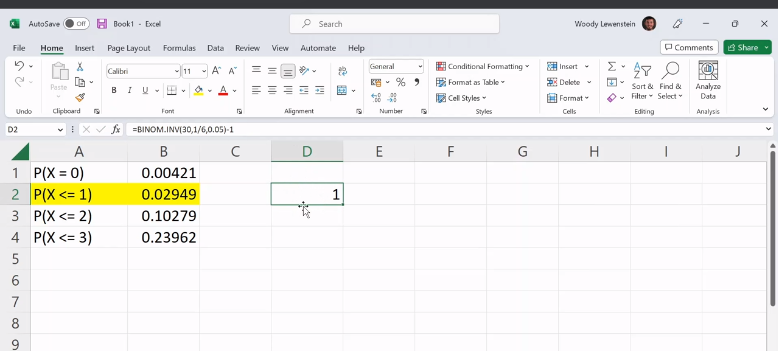 AutoSave Off Book1 - Excel Search Woody Lewenstein
File Home Insert Page Layout Formulas Data Review View Automate Help Comments Share
Calibri 11 A A General Conditional Formatting Insert
Paste B I U A % 9 Format as Table Delete Sort & Find & Analyze
Cell Styles Format Filter Select Data
Undo Clipboard Font Alignment Number Styles Cells Editing Analysis
D2 fx =BINOM.INV(30,1/6,0.05)-1
A B C D E F G H I J
1 P(X = 0) 0.00421
2 P(X <= 1) 0.02949 1
3 P(X <= 2) 0.10279
4 P(X <= 3) 0.23962
5
6
7
8
9